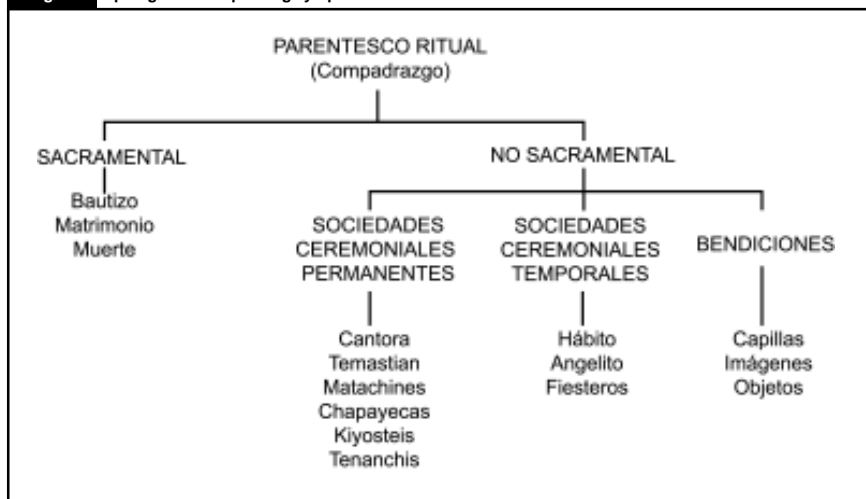 PARENTESCO RITUAL
(Compadrazgo)
SACRAMENTAL
Bautizo
Matrimonio
Muerte
NO SACRAMENTAL
SOCIEDADES
CEREMONIALES
PERMANENTES
Cantora
Temastian
Matachines
Chapayecas
Kiyosteis
Tenanchis
SOCIEDADES
CEREMONIALES
TEMPORALES
Hábito
Angelito
Fiesteros
BENDICIONES
Capillas
Imágenes
Objetos